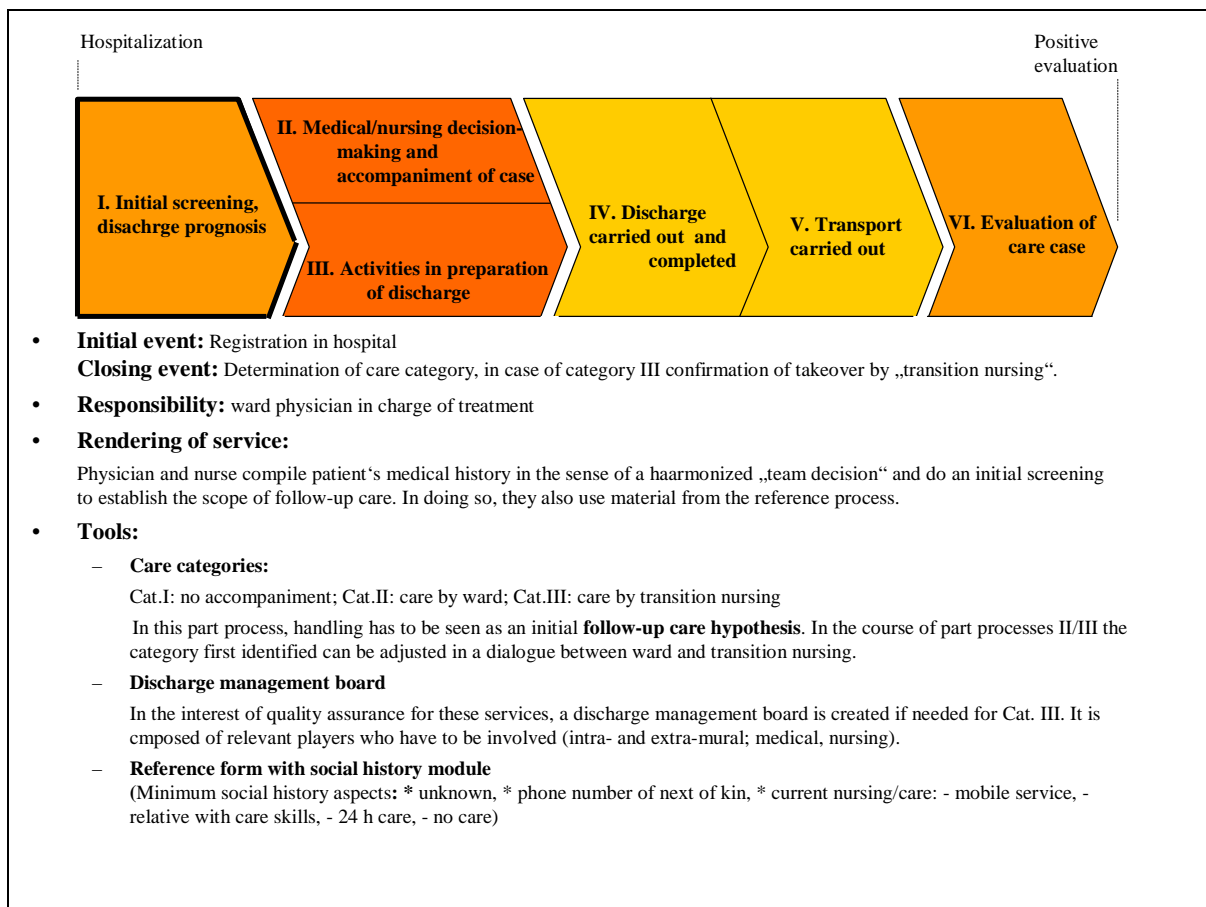 Hospitalization
Positive
evaluation
I. Initial screening,
disachrge prognosis
II. Medical/nursing decision-
making and
accompaniment of case
III. Activities in preparation
of discharge
IV. Discharge
carried out and
completed
V. Transport
carried out
VI. Evaluation of
care case
• Initial event: Registration in hospital
Closing event: Determination of care category, in case of category III confirmation of takeover by „transition nursing“.
• Responsibility: ward physician in charge of treatment
• Rendering of service:
Physician and nurse compile patient‘s medical history in the sense of a haarmonized „team decision“ and do an initial screening
to establish the scope of follow-up care. In doing so, they also use material from the reference process.
• Tools:
– Care categories:
Cat.I: no accompaniment; Cat.II: care by ward; Cat.III: care by transition nursing
In this part process, handling has to be seen as an initial follow-up care hypothesis. In the course of part processes II/III the
category first identified can be adjusted in a dialogue between ward and transition nursing.
– Discharge management board
In the interest of quality assurance for these services, a discharge management board is created if needed for Cat. III. It is
cmposed of relevant players who have to be involved (intra- and extra-mural; medical, nursing).
– Reference form with social history module
(Minimum social history aspects: * unknown, * phone number of next of kin, * current nursing/care: - mobile service, -
relative with care skills, - 24 h care, - no care)